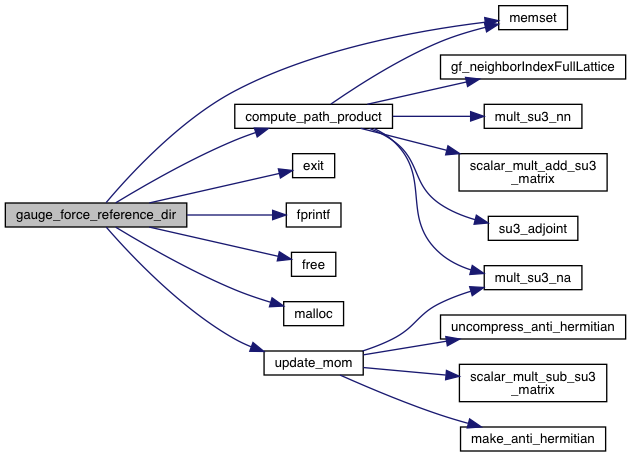 memset
gf_neighborIndexFullLattice
compute_path_product
mult_su3_nn
exit
scalar_mult_add_su3
_matrix
gauge_force_reference_dir
fprintf
su3_adjoint
free
mult_su3_na
malloc
uncompress_anti_hermitian
update_mom
scalar_mult_sub_su3
_matrix
make_anti_hermitian